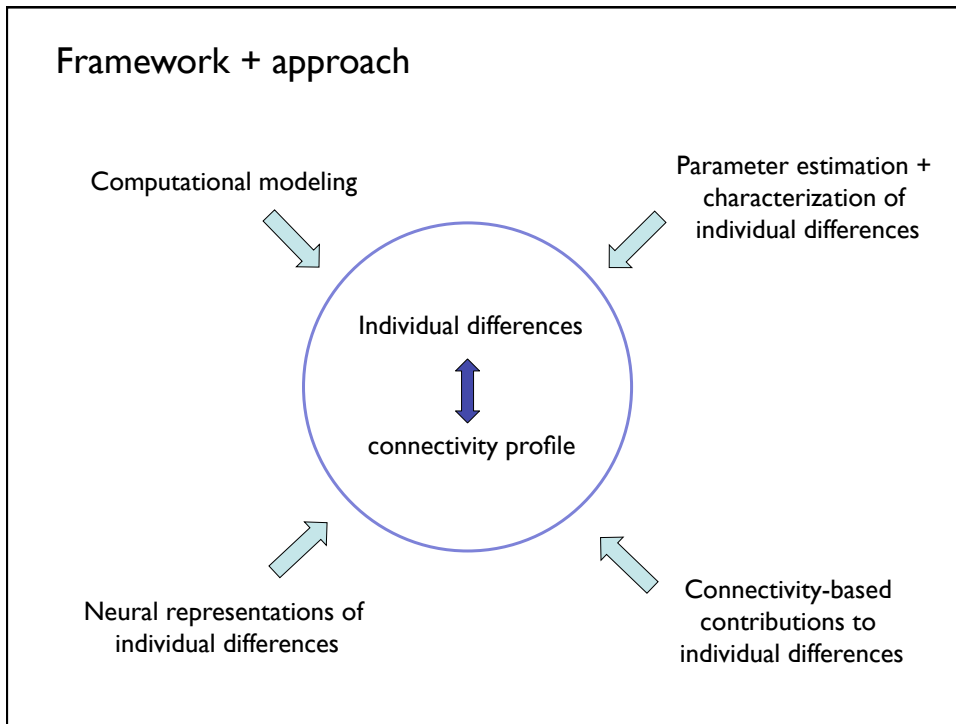 Framework + approach
Computational modeling
Parameter estimation +
characterization of
individual differences
Individual differences
connectivity profile
Neural representations of
individual differences
Connectivity-based
contributions to
individual differences